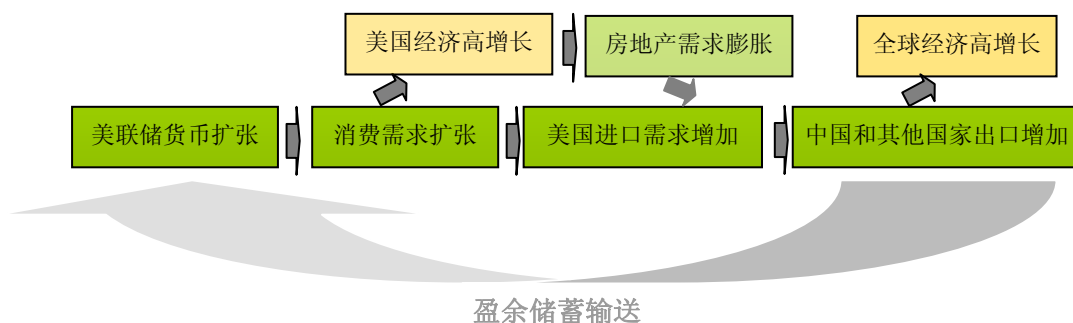 美国经济高增长
房地产需求膨胀
全球经济高增长
美联储货币扩张
消费需求扩张
美国进口需求增加
中国和其他国家出口增加
盈余储蓄输送